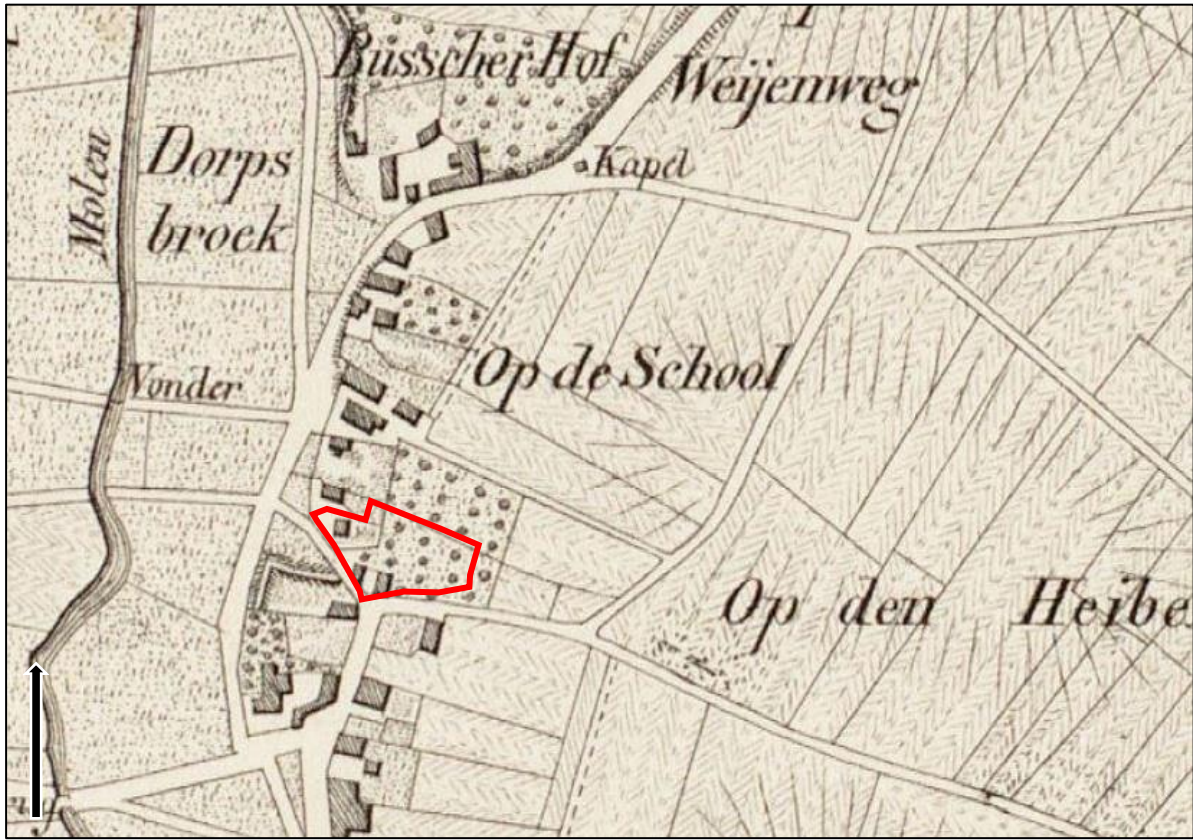 Busscher Hof
Weijenweg
Kapel
Dorps
broek
Molen
Vonder
Op de School
Op den Heibe